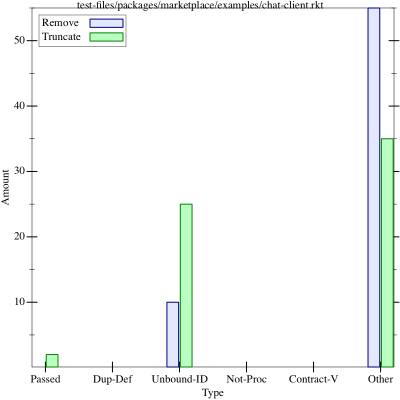 test-files/packages/marketplace/examples/chat-client.rkt
Remove
Truncate
50
40
30
20
10
Amount
Passed Dup-Def Unbound-ID Not-Proc Contract-V Other
Type